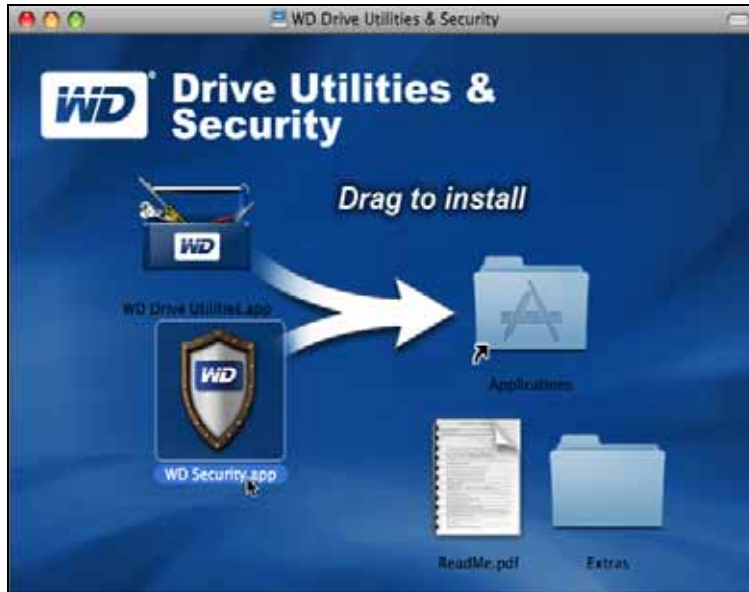 WD Drive Utilities & Security
WD
Drive Utilities &
Security
Drag to install
WD
WD Drive Utilities.app
WD
WD Security.app
Applications
ReadMe.pdf
Extras